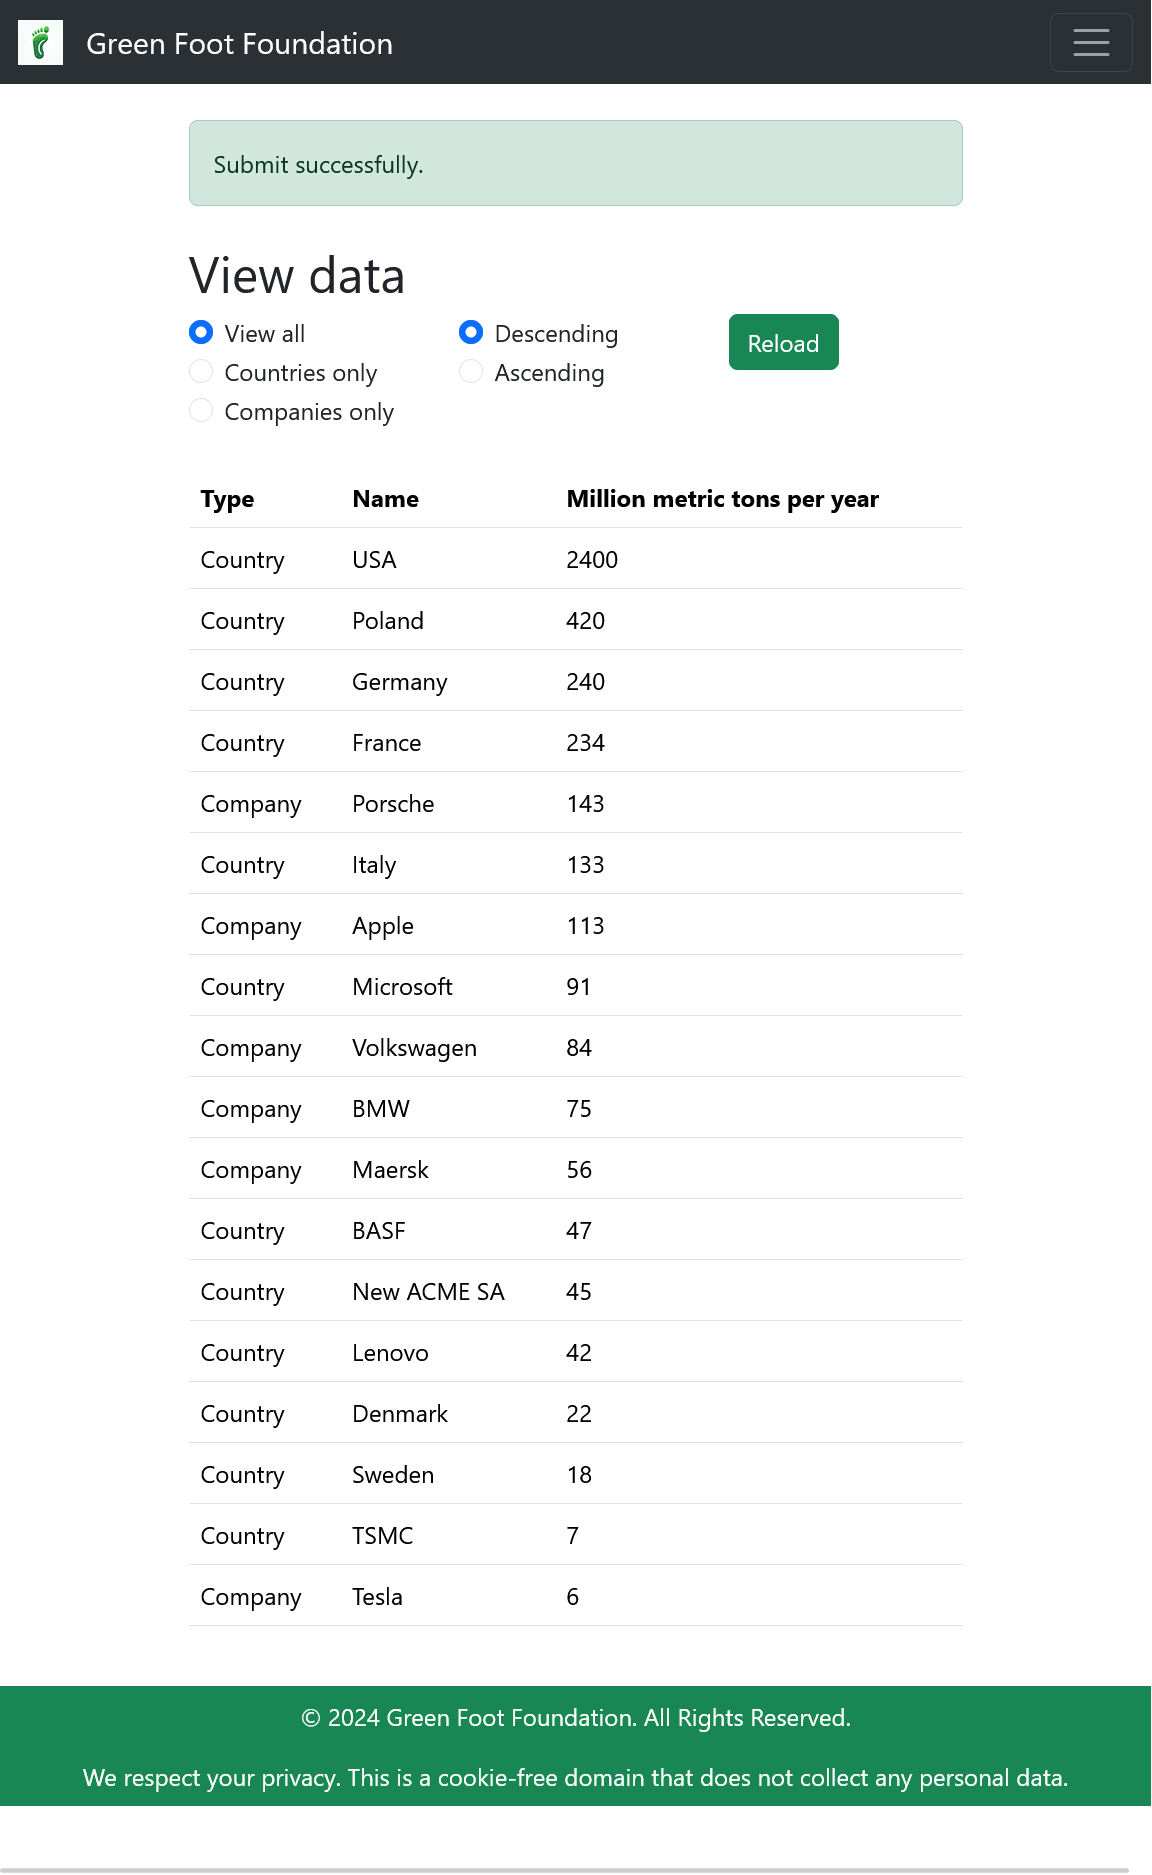 Green Foot Foundation
Submit successfully.
View data
View all
Descending
Reload
Countries only
Ascending
Companies only
Type Name Million metric tons per year
Country USA 2400
Country Poland 420
Country Germany 240
Country France 234
Company Porsche 143
Country Italy 133
Company Apple 113
Country Microsoft 91
Company Volkswagen 84
Company BMW 75
Company Maersk 56
Country BASF 47
Country New ACME SA 45
Country Lenovo 42
Country Denmark 22
Country Sweden 18
Country TSMC 7
Company Tesla 6
© 2024 Green Foot Foundation. All Rights Reserved.
We respect your privacy. This is a cookie-free domain that does not collect any personal data.